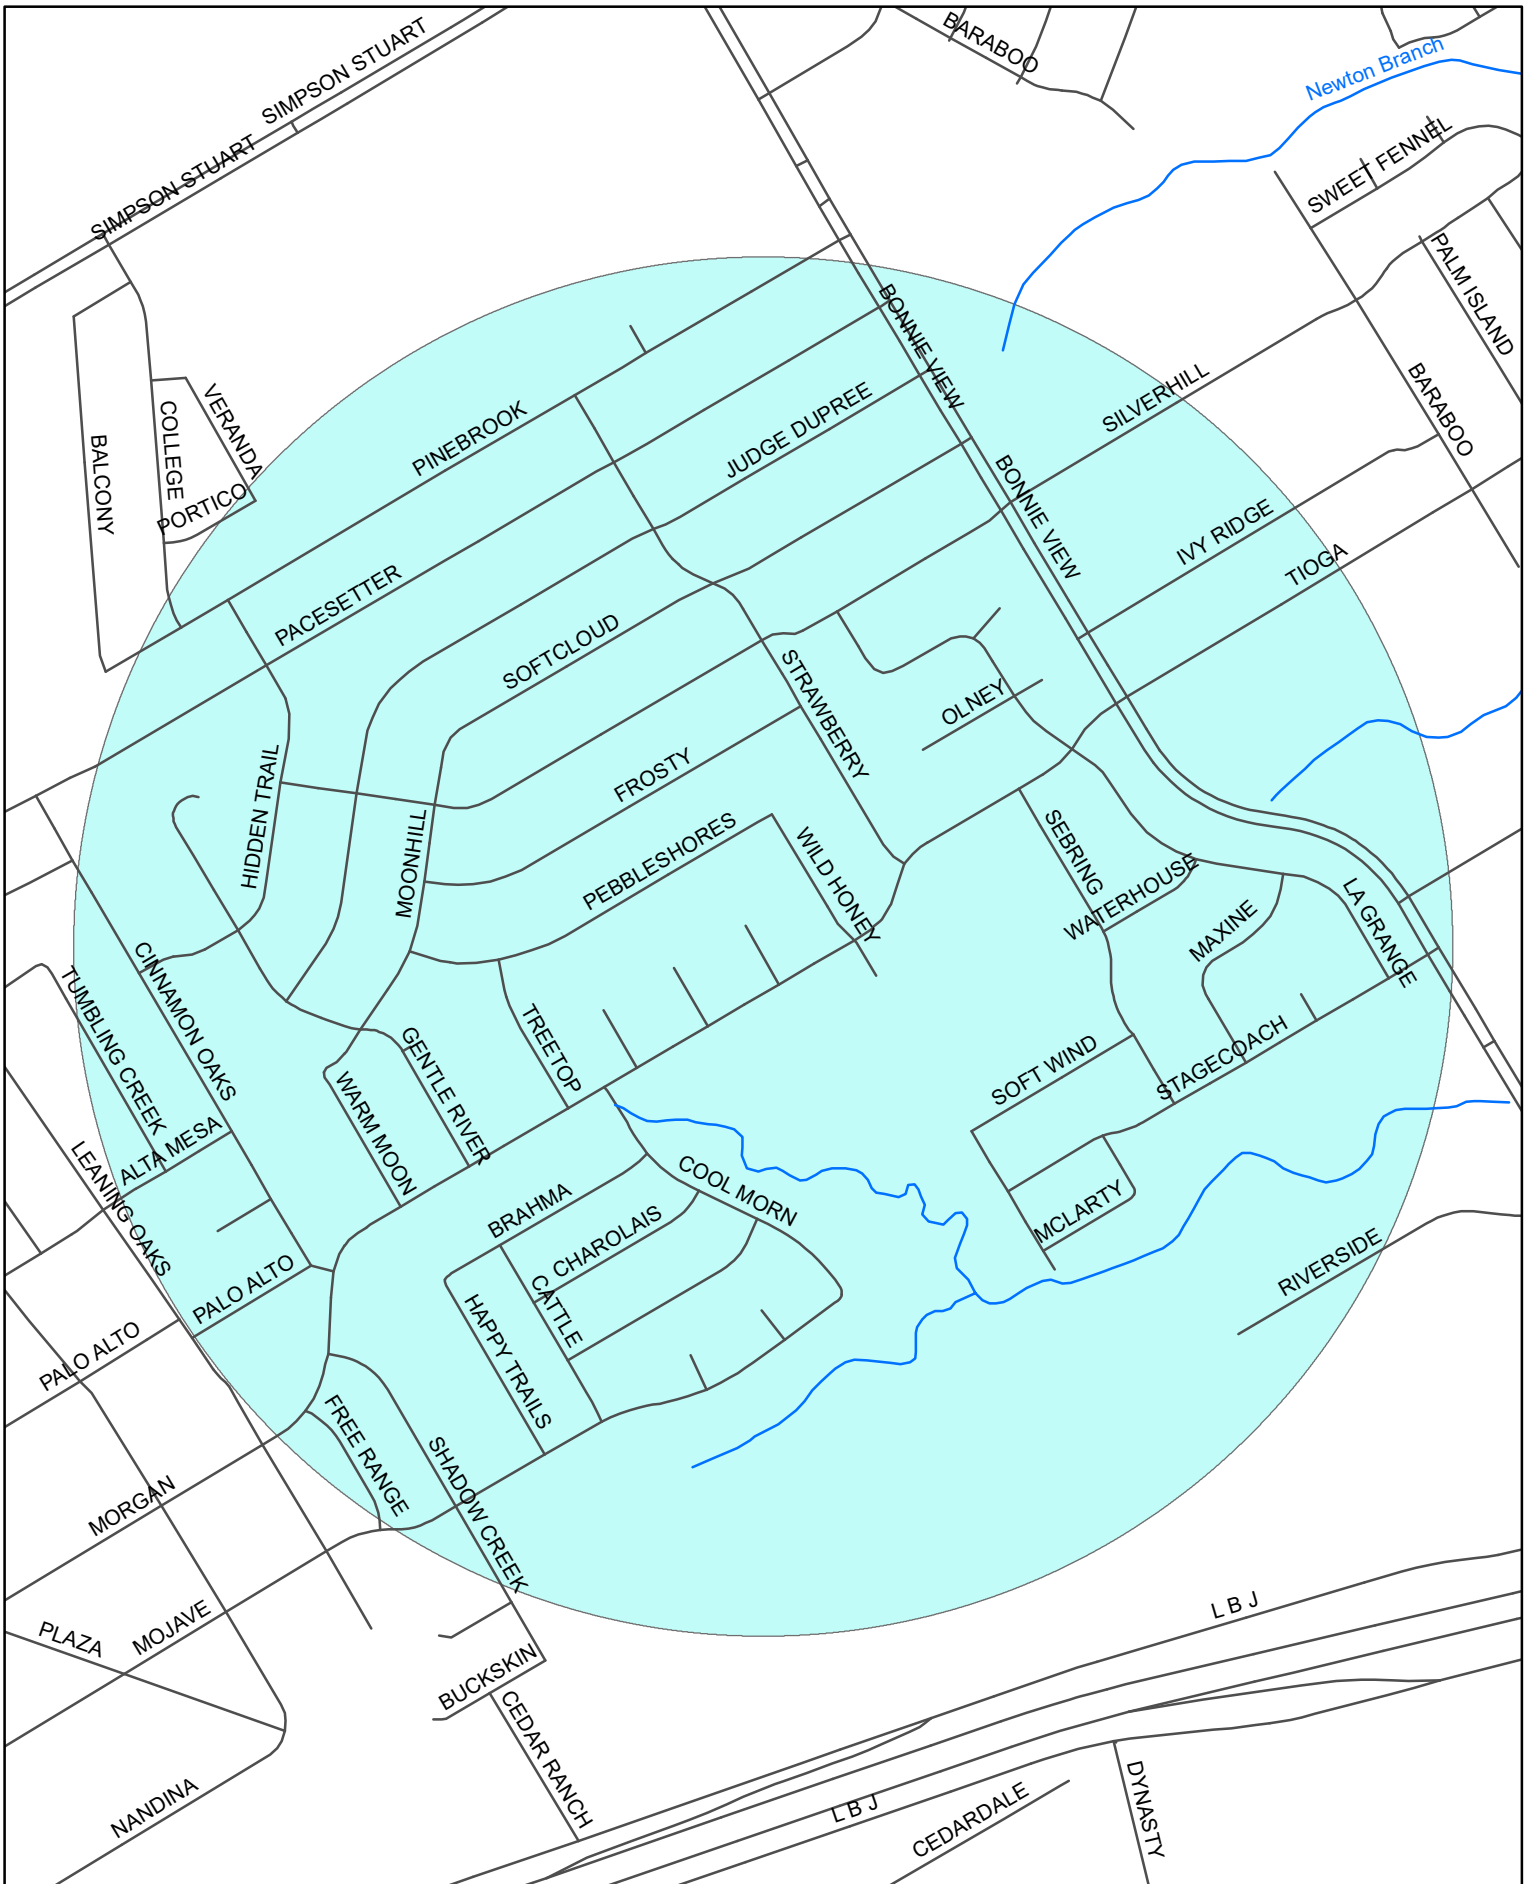 SIMPSON STUART
BARABOO
Newton Branch
SIMPSON STUART
SWEET FENNEL
PALM ISLAND
BONNIE VIEW
VERANDA
COLLEGE
BALCONY
PORTICO
PINEBROOK
JUDGE DUPREE
SILVERHILL
BARABOO
BONNIE VIEW
IVY RIDGE
TIOGA
PACESETTER
SOFTCLOUD
STRAWBERRY
OLNEY
HIDDEN TRAIL
FROSTY
MOONHILL
PEBBLESHORES
WILD HONEY
SEBRING
WATERHOUSE
MAXINE
LA GRANGE
CINNAMON OAKS
TUMBLING CREEK
TREETOP
GENTLE RIVER
WARM MOON
SOFT WIND
STAGECOACH
ALTA MESA
LEANING OAKS
COOL MORN
BRAHMA
CHAROLAIS
MCLARTY
RIVERSIDE
PALO ALTO
CATTLE
HAPPY TRAILS
PALO ALTO
FREE RANGE
SHADOW CREEK
MORGAN
MOJAVE
PLAZA
BUCKSKIN
L B J
CEDAR RANCH
NANDINA
L B J
CEDARDALE
DYNASTY